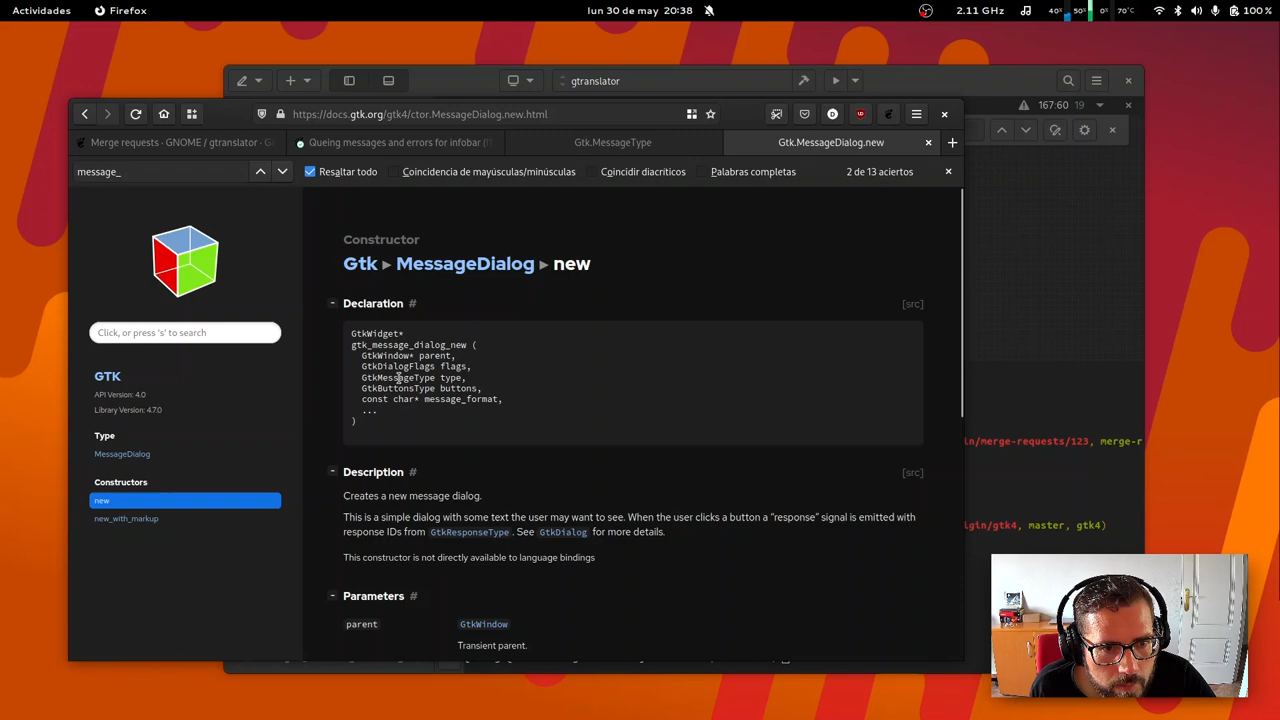 Actividades
Firefox
lun 30 de may 20:38
2.11 GHz
40%
50%
0%
70°C
100 %
gtranslator
167:60 19
https://docs.gtk.org/gtk4/ctor.MessageDialog.new.html
Merge requests · GNOME / gtranslator · G
Queing messages and errors for infobar (!
Gtk.MessageType
Gtk.MessageDialog.new
message_
Resaltar todo
Coincidencia de mayúsculas/minúsculas
Coincidir diacríticos
Palabras completas
2 de 13 aciertos
Click, or press 's' to search
GTK
API Version: 4.0
Library Version: 4.7.0
Type
MessageDialog
Constructors
new
new_with_markup
Constructor
Gtk ▸ MessageDialog ▸ new
- Declaration #
[src]
GtkWidget*
gtk_message_dialog_new (
GtkWindow* parent,
GtkDialogFlags flags,
GtkMessageType type,
GtkButtonsType buttons,
const char* message_format,
...
)
- Description #
[src]
Creates a new message dialog.
This is a simple dialog with some text the user may want to see. When the user clicks a button a “response” signal is emitted with
response IDs from GtkResponseType. See GtkDialog for more details.
This constructor is not directly available to language bindings
- Parameters #
parent
GtkWindow
Transient parent.
in/merge-requests/123, merge-r
igin/gtk4, master, gtk4)